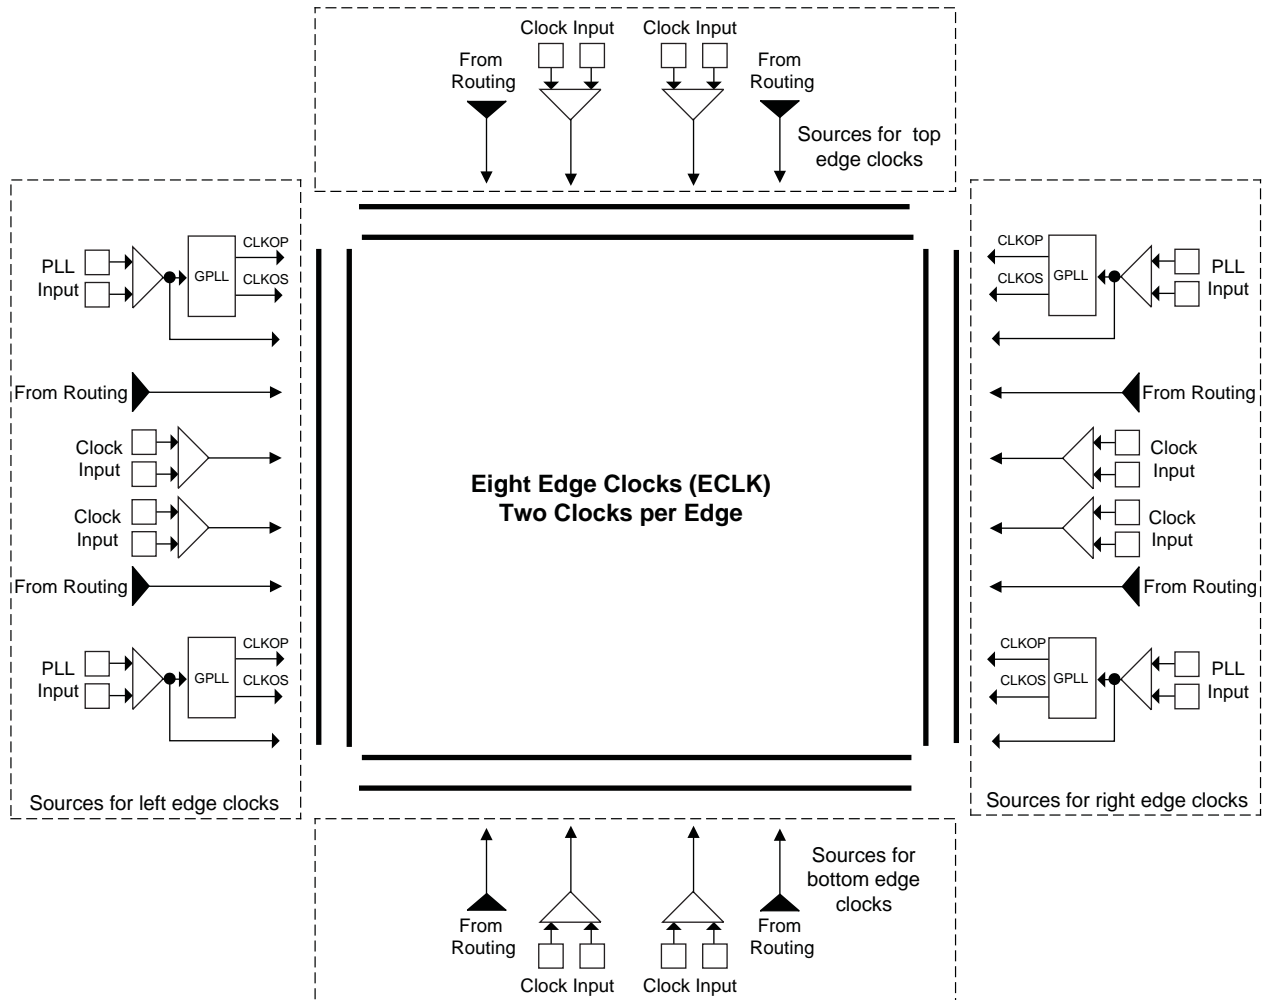 Clock Input
Clock Input
From
Routing
From
Routing
Sources for top
edge clocks
CLKOP
PLL
Input
GPLL
CLKOS
From Routing
Clock
Input
Clock
Input
From Routing
CLKOP
PLL
Input
GPLL
CLKOS
Sources for left edge clocks
Eight Edge Clocks (ECLK)
Two Clocks per Edge
CLKOP
GPLL
PLL
Input
CLKOS
From Routing
Clock
Input
Clock
Input
From Routing
CLKOP
GPLL
PLL
Input
CLKOS
Sources for right edge clocks
Sources for
bottom edge
clocks
From
Routing
From
Routing
Clock Input
Clock Input